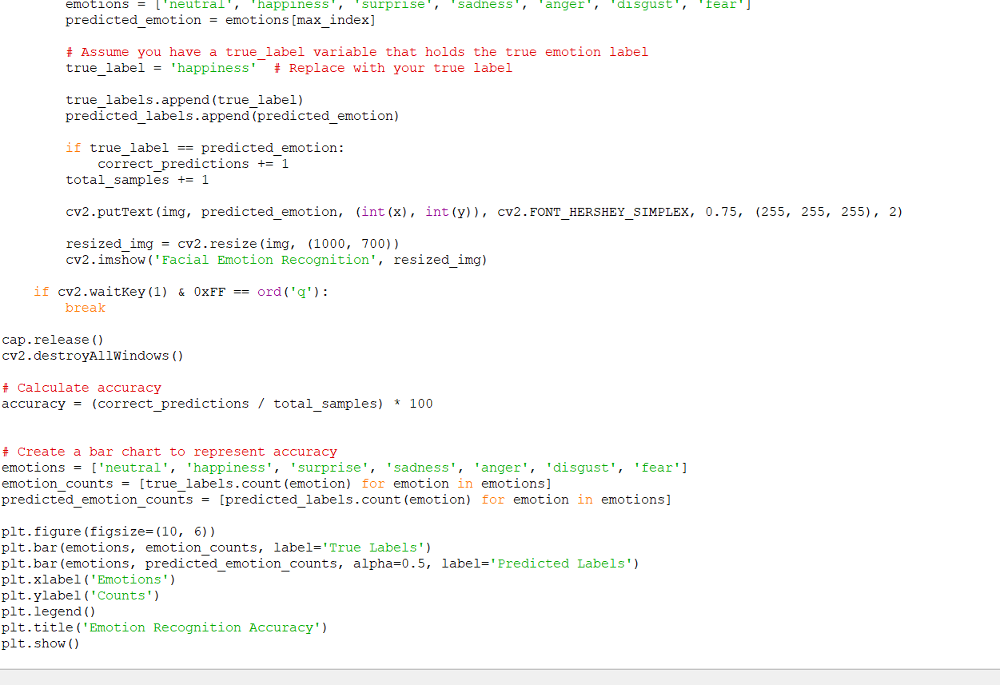 emotions = ['neutral', 'happiness', 'surprise', 'sadness', 'anger', 'disgust', 'fear']
predicted_emotion = emotions[max_index]
# Assume you have a true_label variable that holds the true emotion label
true_label = 'happiness'  # Replace with your true label
true_labels.append(true_label)
predicted_labels.append(predicted_emotion)
if true_label == predicted_emotion:
correct_predictions += 1
total_samples += 1
cv2.putText(img, predicted_emotion, (int(x), int(y)), cv2.FONT_HERSHEY_SIMPLEX, 0.75, (255, 255, 255), 2)
resized_img = cv2.resize(img, (1000, 700))
cv2.imshow('Facial Emotion Recognition', resized_img)
if cv2.waitKey(1) & 0xFF == ord('q'):
break
cap.release()
cv2.destroyAllWindows()
# Calculate accuracy
accuracy = (correct_predictions / total_samples) * 100
# Create a bar chart to represent accuracy
emotions = ['neutral', 'happiness', 'surprise', 'sadness', 'anger', 'disgust', 'fear']
emotion_counts = [true_labels.count(emotion) for emotion in emotions]
predicted_emotion_counts = [predicted_labels.count(emotion) for emotion in emotions]
plt.figure(figsize=(10, 6))
plt.bar(emotions, emotion_counts, label='True Labels')
plt.bar(emotions, predicted_emotion_counts, alpha=0.5, label='Predicted Labels')
plt.xlabel('Emotions')
plt.ylabel('Counts')
plt.legend()
plt.title('Emotion Recognition Accuracy')
plt.show()